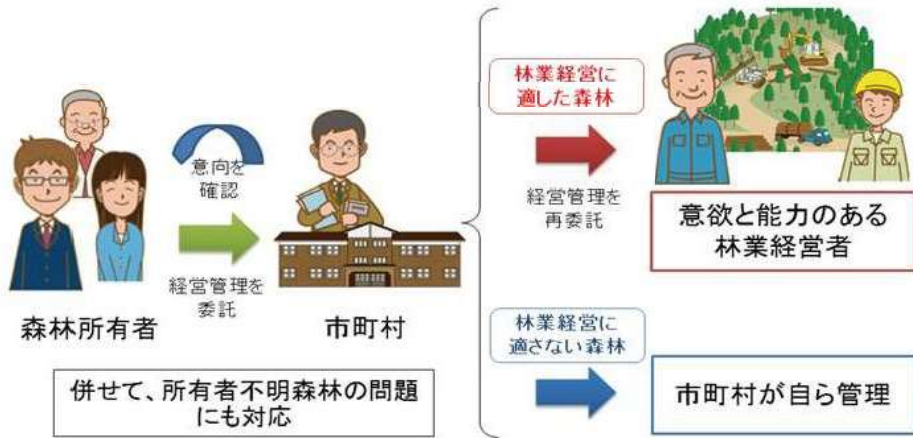 意向を
確認
経営管理を
委託
森林所有者
市町村
併せて、所有者不明森林の問題
にも対応
林業経営に
適した森林
経営管理を
再委託
意欲と能力のある
林業経営者
林業経営に
適さない森林
市町村が自ら管理